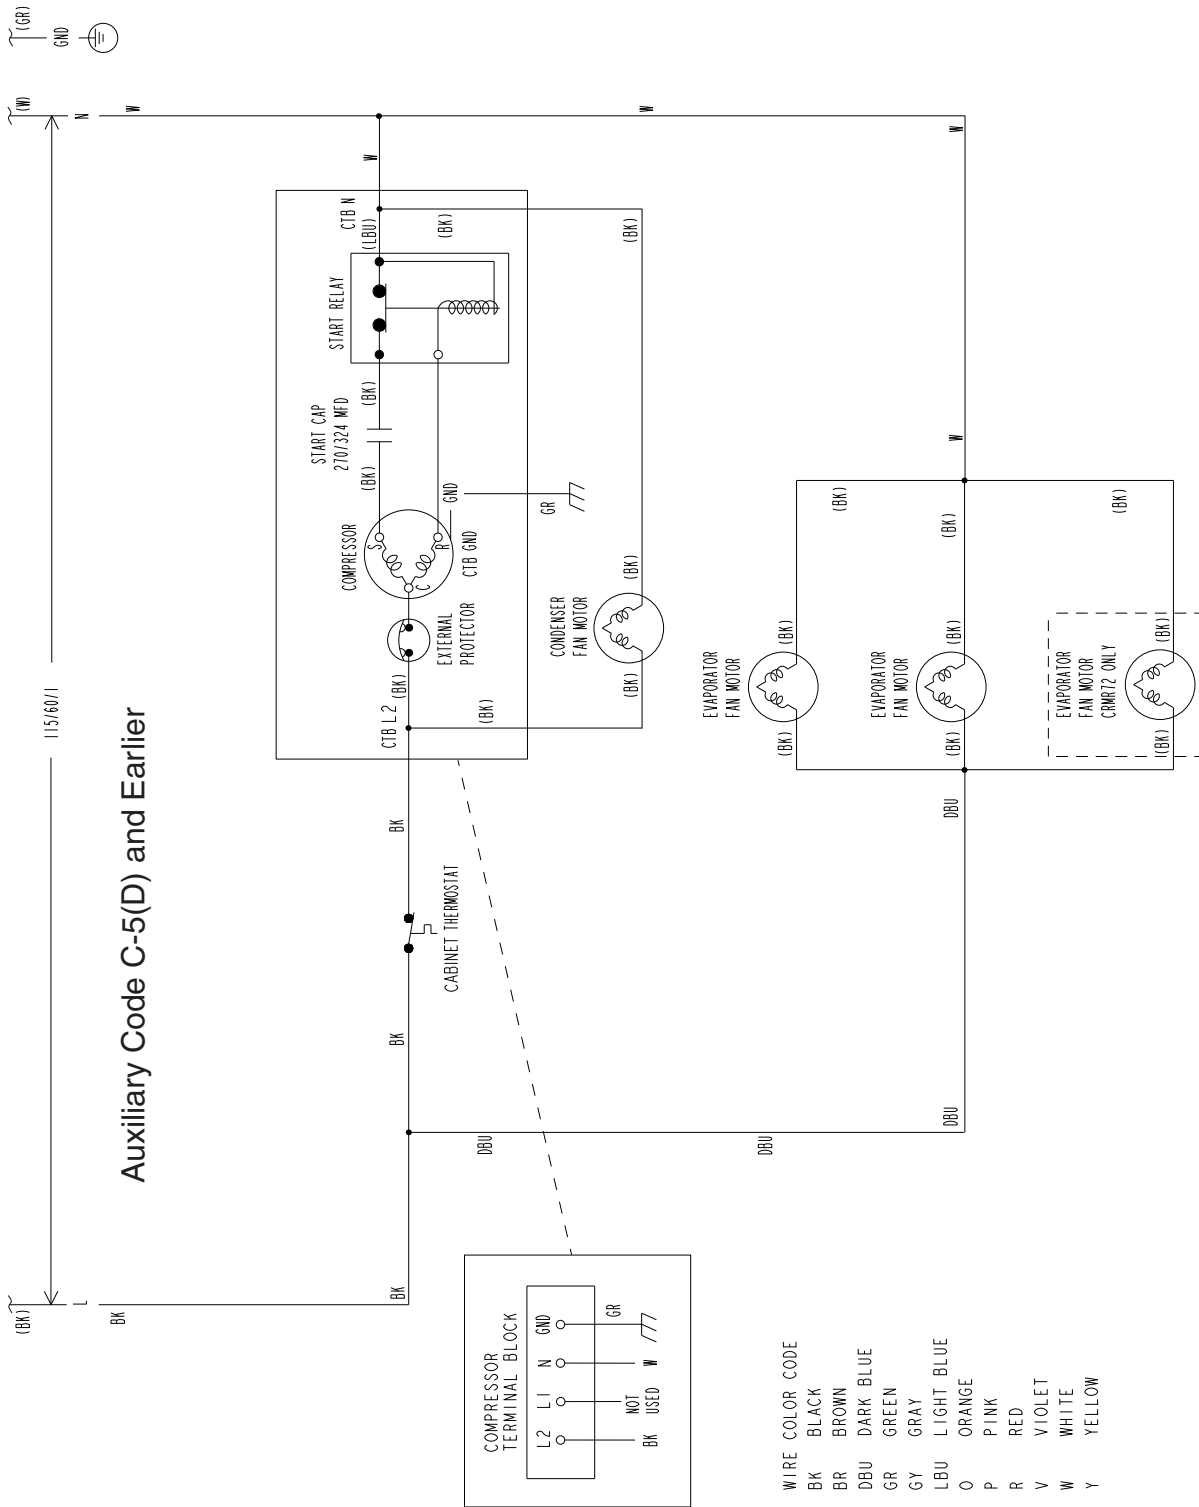 Auxiliary Code C-5(D) and Earlier
115/60/1
(BK)
L
BK
(W)
N
W
(GR)
GND
BK
BK
CABINET THERMOSTAT
BK
CTB L2
(BK)
EXTERNAL
PROTECTOR
COMPRESSOR
C
S
R
(BK)
START CAP
270/324 MFD
(BK)
START RELAY
(LBU)
CTB N
W
W
(BK)
CTB GND
GND
GR
(BK)
(BK)
CONDENSER
FAN MOTOR
(BK)
(BK)
DBU
DBU
DBU
DBU
EVAPORATOR
FAN MOTOR
(BK)
(BK)
(BK)
EVAPORATOR
FAN MOTOR
(BK)
(BK)
(BK)
W
W
EVAPORATOR
FAN MOTOR
CRMR72 ONLY
(BK)
(BK)
(BK)
COMPRESSOR
TERMINAL BLOCK
L2 L1 N GND
BK
NOT
USED
W
GR
WIRE COLOR CODE
BK BLACK
BR BROWN
DBU DARK BLUE
GR GREEN
GY GRAY
LBU LIGHT BLUE
O ORANGE
P PINK
R RED
V VIOLET
W WHITE
Y YELLOW